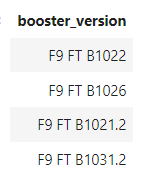 booster_version
F9 FT B1022
F9 FT B1026
F9 FT B1021.2
F9 FT B1031.2